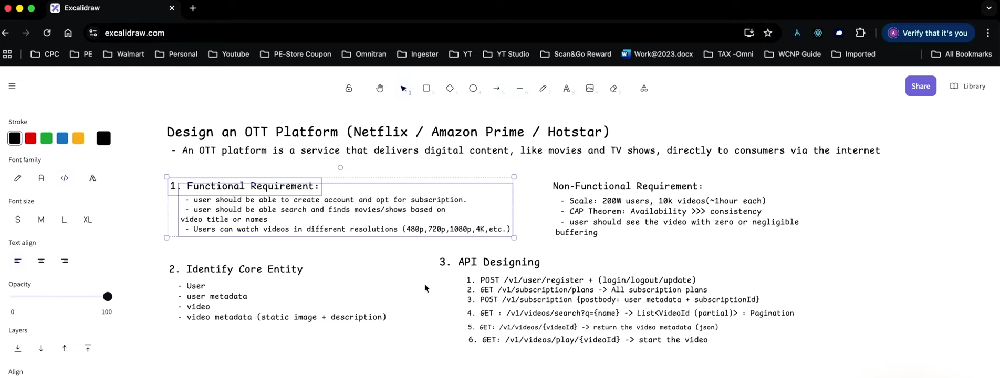 Excalidraw
excalidraw.com
Verify that it's you
CPC
PE
Walmart
Personal
Youtube
PE-Store Coupon
Omnitran
Ingester
YT
YT Studio
Scan&Go Reward
Work@2023.docx
TAX -Omni
WCNP Guide
Imported
All Bookmarks
1
2
3
4
5
6
7
8
9
0
Share
Library
Stroke
Font family
Font size
S M L XL
Text align
Opacity
0 100
Layers
Align
Design an OTT Platform (Netflix / Amazon Prime / Hotstar)
- An OTT platform is a service that delivers digital content, like movies and TV shows, directly to consumers via the internet
1. Functional Requirement:
- user should be able to create account and opt for subscription.
- user should be able search and finds movies/shows based on
video title or names
- Users can watch videos in different resolutions (480p,720p,1080p,4K,etc.)
Non-Functional Requirement:
- Scale: 200M users, 10k videos(~1hour each)
- CAP Theorem: Availability >>> consistency
- user should see the video with zero or negligible
buffering
2. Identify Core Entity
- User
- user metadata
- video
- video metadata (static image + description)
3. API Designing
1. POST /v1/user/register + (login/logout/update)
2. GET /v1/subscription/plans -> All subscription plans
3. POST /v1/subscription {postbody: user metadata + subscriptionId}
4. GET : /v1/videos/search?q={name} -> List<VideoId (partial)> : Pagination
5. GET: /v1/videos/{videoId} -> return the video metadata (json)
6. GET: /v1/videos/play/{videoId} -> start the video